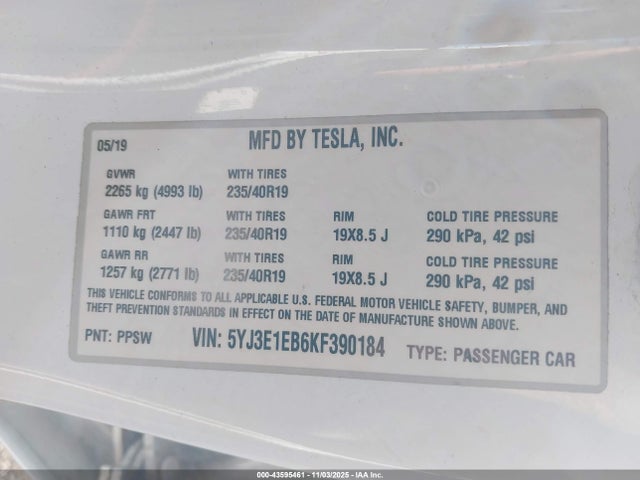 05/19 MFD BY TESLA, INC.
GVWR WITH TIRES
2265 kg (4993 lb) 235/40R19
GAWR FRT WITH TIRES RIM COLD TIRE PRESSURE
1110 kg (2447 lb) 235/40R19 19X8.5 J 290 kPa, 42 psi
GAWR RR WITH TIRES RIM COLD TIRE PRESSURE
1257 kg (2771 lb) 235/40R19 19X8.5 J 290 kPa, 42 psi
THIS VEHICLE CONFORMS TO ALL APPLICABLE U.S. FEDERAL MOTOR VEHICLE SAFETY, BUMPER, AND
THEFT PREVENTION STANDARDS IN EFFECT ON THE DATE OF MANUFACTURE SHOWN ABOVE.
PNT: PPSW VIN: 5YJ3E1EB6KF390184 TYPE: PASSENGER CAR
000-43595461 - 11/03/2025 - IAA Inc.